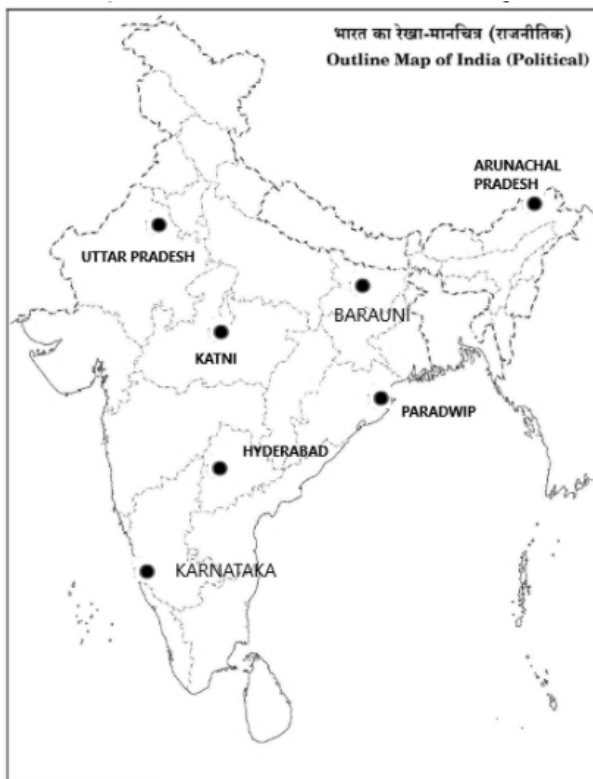 भारत का रेखा-मानचित्र (राजनीतिक)
Outline Map of India (Political)
ARUNACHAL
PRADESH
UTTAR PRADESH
BARAUNI
KATNI
PARADWIP
HYDERABAD
KARNATAKA